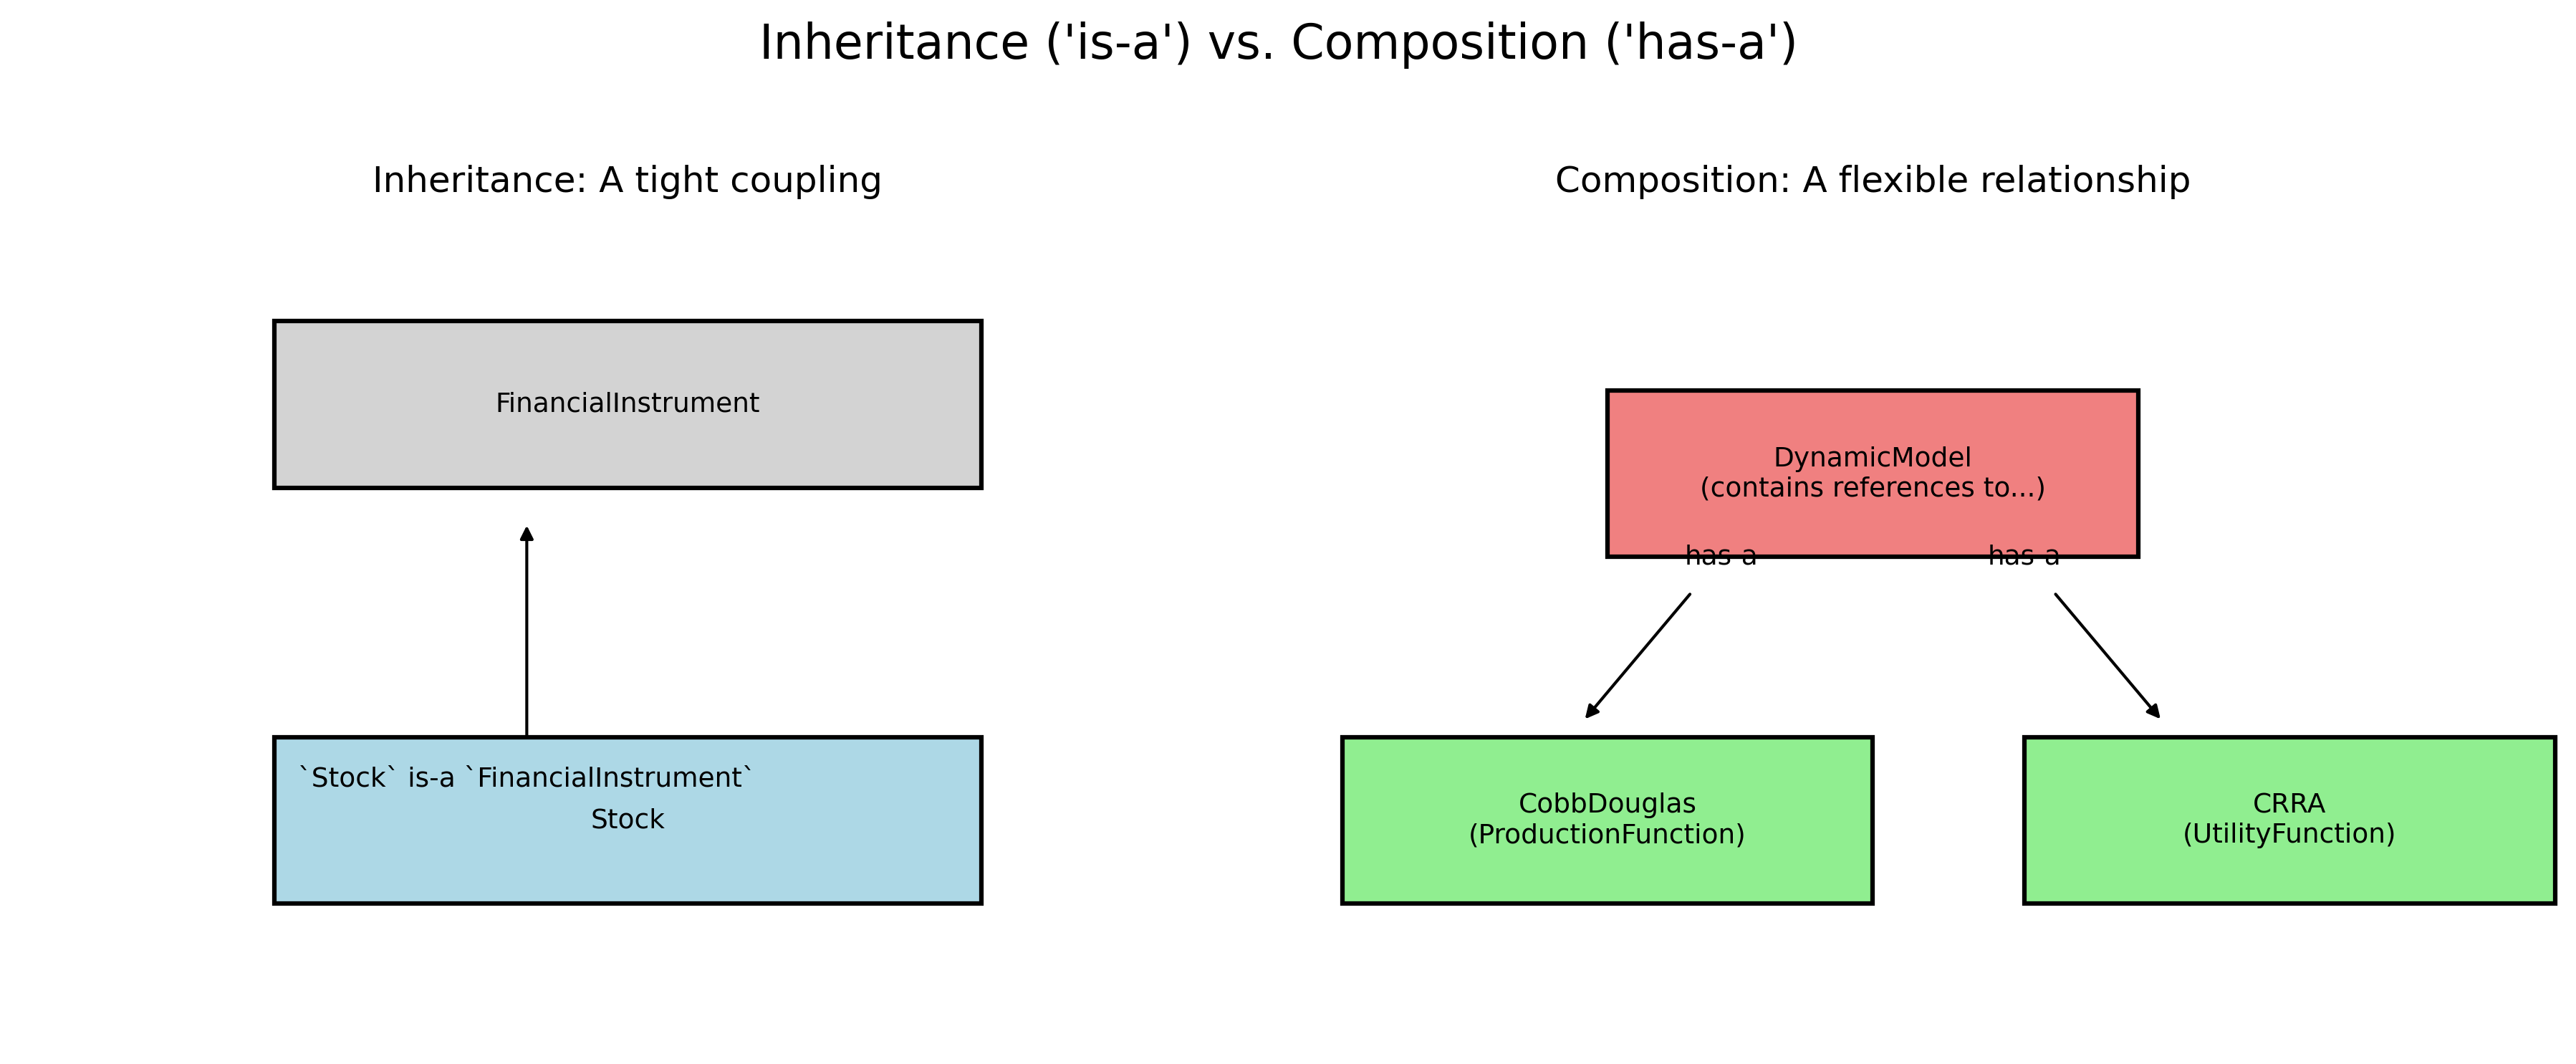 Inheritance ('is-a') vs. Composition ('has-a')
Inheritance: A tight coupling
FinancialInstrument
`Stock` is-a `FinancialInstrument`
Stock
Composition: A flexible relationship
DynamicModel
(contains references to...)
has-a
has-a
CobbDouglas
(ProductionFunction)
CRRA
(UtilityFunction)